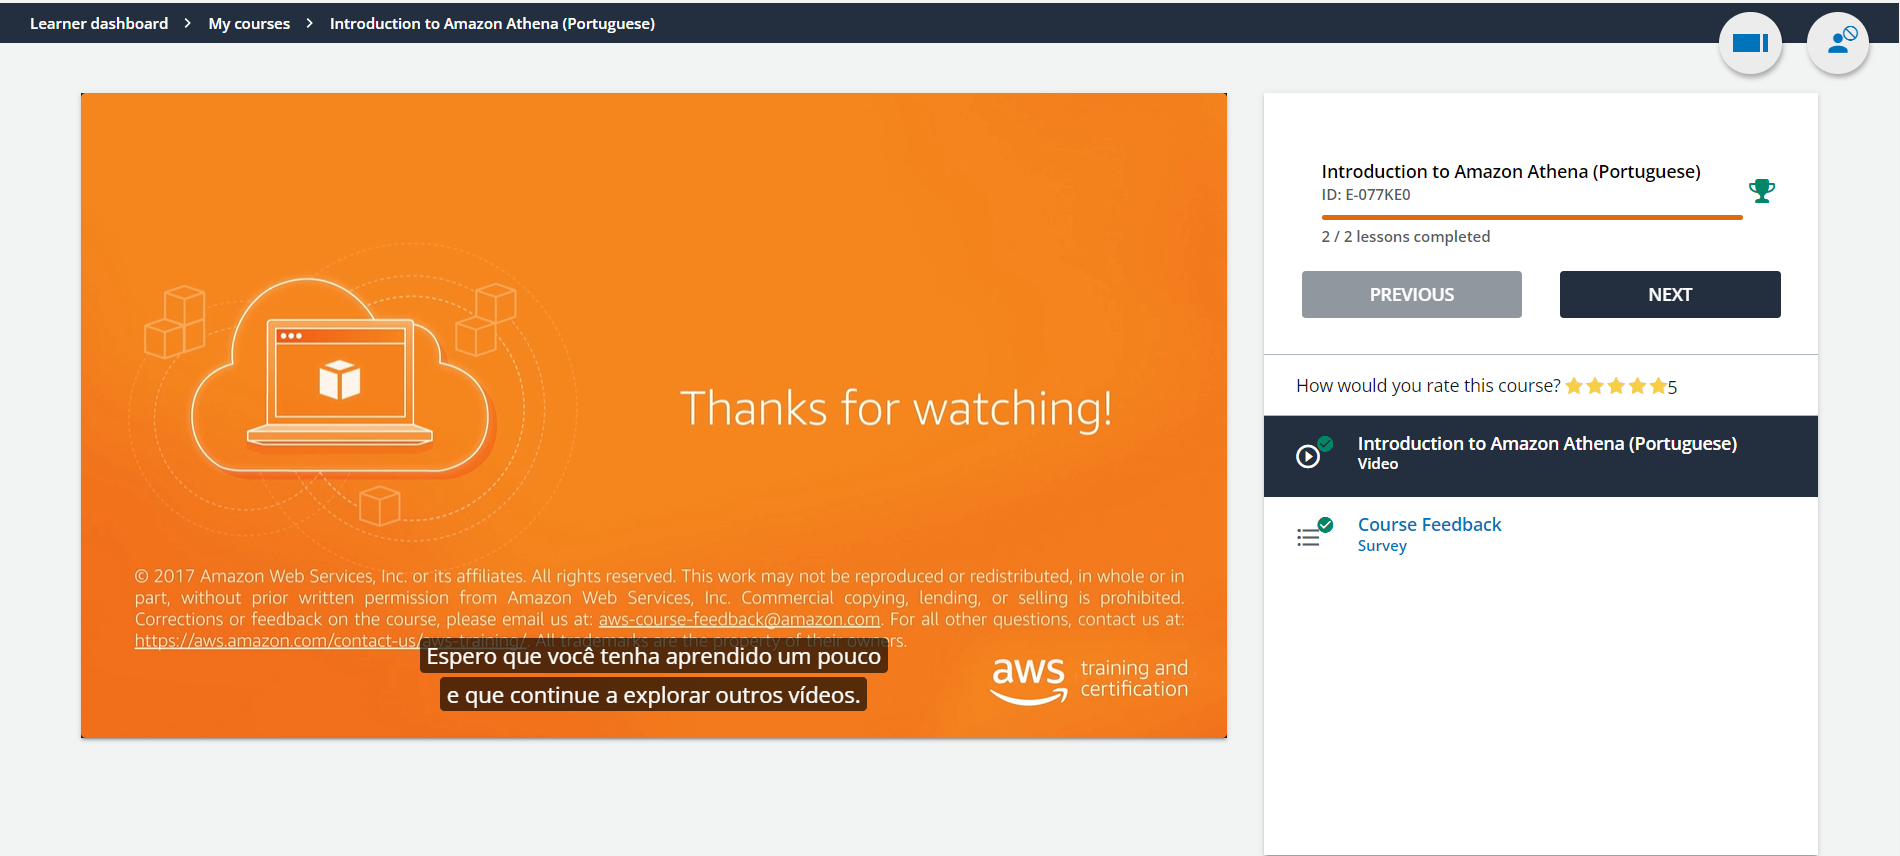 Learner dashboard > My courses > Introduction to Amazon Athena (Portuguese)
Thanks for watching!
© 2017 Amazon Web Services, Inc. or its affiliates. All rights reserved. This work may not be reproduced or redistributed, in whole or in
part, without prior written permission from Amazon Web Services, Inc. Commercial copying, lending, or selling is prohibited.
Corrections or feedback on the course, please email us at: aws-course-feedback@amazon.com. For all other questions, contact us at:
https://aws.amazon.com/contact-us/aws-training/. All trademarks are the property of their owners.
Espero que você tenha aprendido um pouco
e que continue a explorar outros vídeos.
aws training and
certification
Introduction to Amazon Athena (Portuguese)
ID: E-077KE0
2 / 2 lessons completed
PREVIOUS NEXT
How would you rate this course? 5
Introduction to Amazon Athena (Portuguese)
Video
Course Feedback
Survey